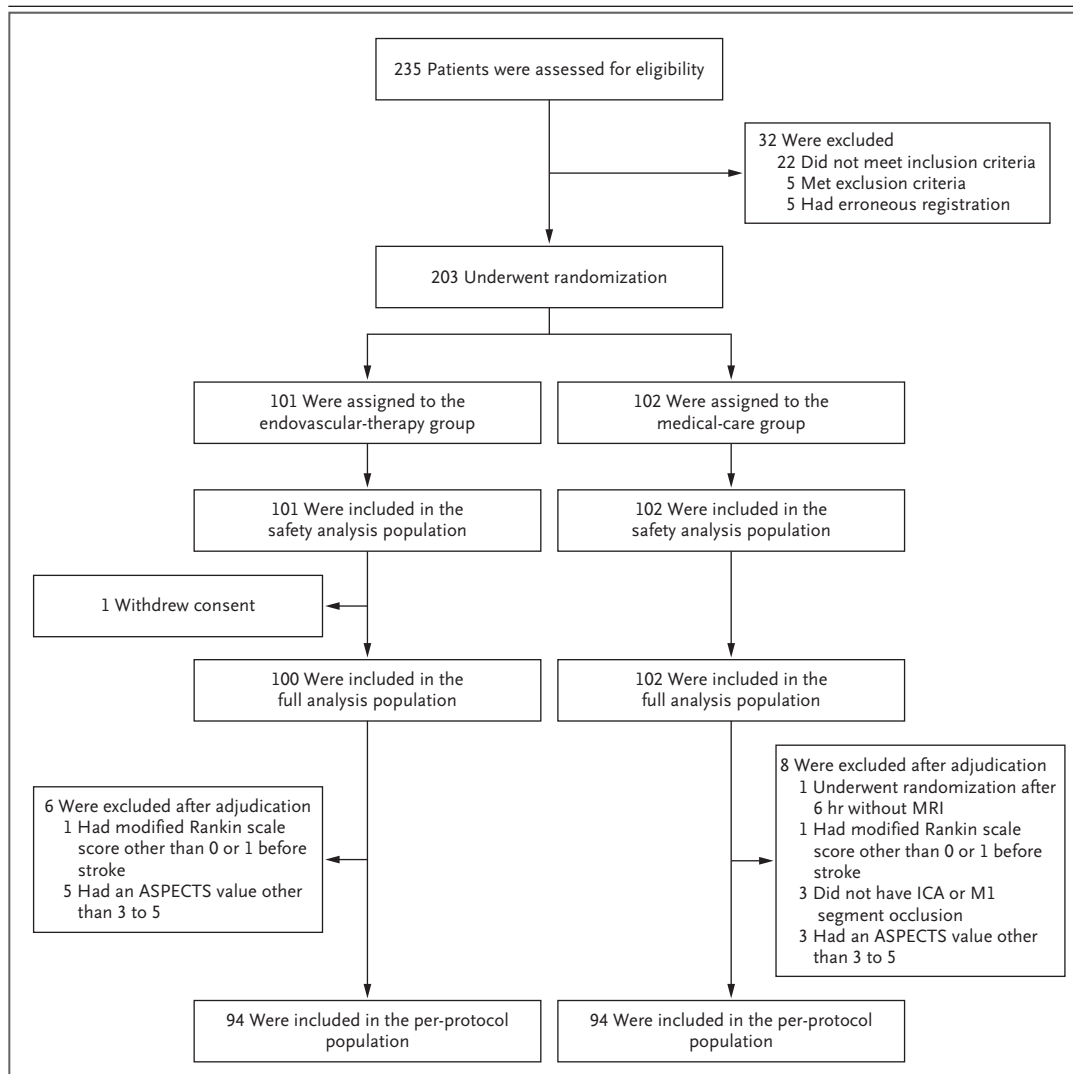 235 Patients were assessed for eligibility
32 Were excluded
22 Did not meet inclusion criteria
5 Met exclusion criteria
5 Had erroneous registration
203 Underwent randomization
101 Were assigned to the
endovascular-therapy group
102 Were assigned to the
medical-care group
101 Were included in the
safety analysis population
102 Were included in the
safety analysis population
1 Withdrew consent
100 Were included in the
full analysis population
102 Were included in the
full analysis population
6 Were excluded after adjudication
1 Had modified Rankin scale
score other than 0 or 1 before
stroke
5 Had an ASPECTS value other
than 3 to 5
8 Were excluded after adjudication
1 Underwent randomization after
6 hr without MRI
1 Had modified Rankin scale
score other than 0 or 1 before
stroke
3 Did not have ICA or M1
segment occlusion
3 Had an ASPECTS value other
than 3 to 5
94 Were included in the per-protocol
population
94 Were included in the per-protocol
population